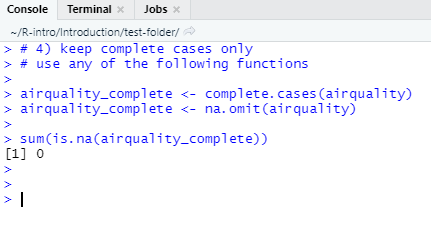 Console Terminal × Jobs ×
~/R-intro/Introduction/test-folder/
> # 4) keep complete cases only
> # use any of the following functions
>
> airquality_complete <- complete.cases(airquality)
> airquality_complete <- na.omit(airquality)
>
> sum(is.na(airquality_complete))
[1] 0
>
>
>